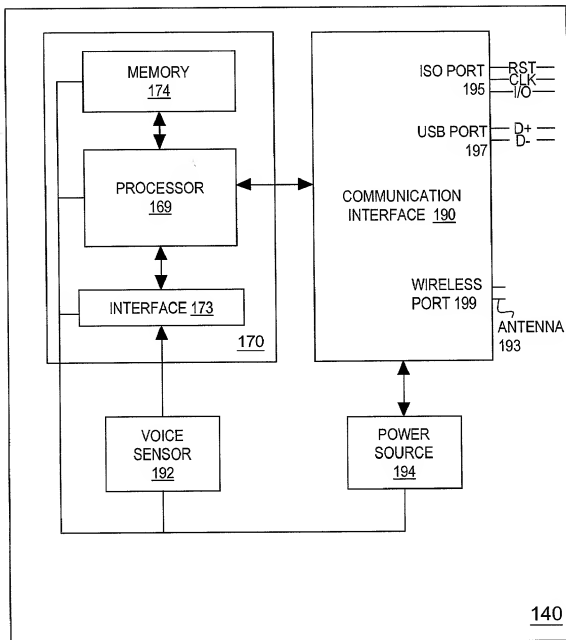 MEMORY
174
PROCESSOR
169
INTERFACE 173
170
VOICE
SENSOR
192
ISO PORT
195
RST
CLK
I/O
USB PORT
197
D+
D-
COMMUNICATION
INTERFACE 190
WIRELESS
PORT 199
ANTENNA
193
POWER
SOURCE
194
140